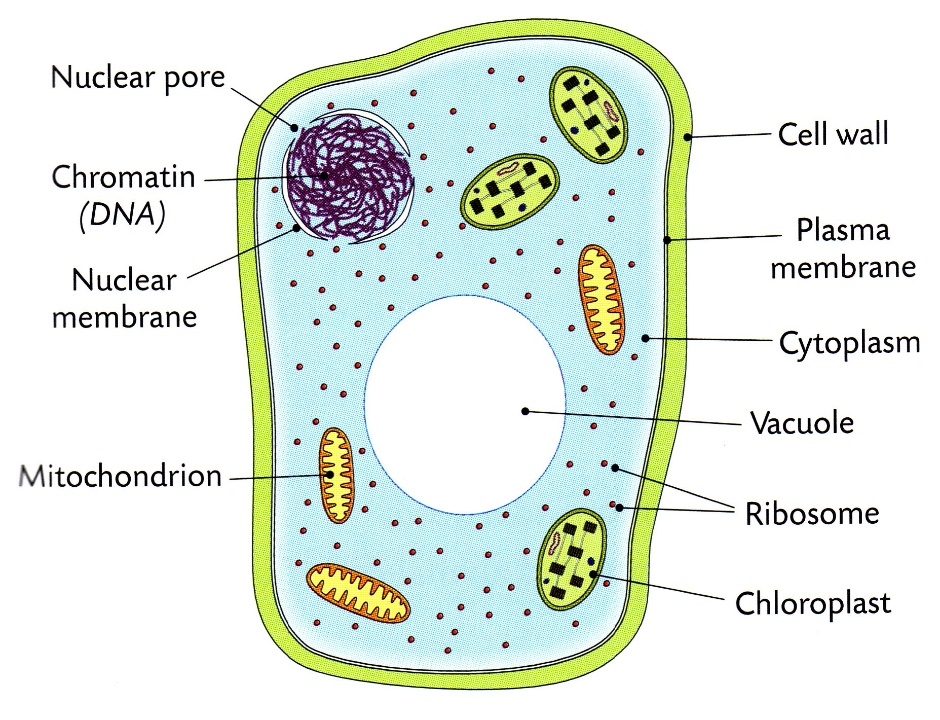 Nuclear pore
Chromatin
(DNA)
Nuclear
membrane
Mitochondrion
Cell wall
Plasma
membrane
Cytoplasm
Vacuole
Ribosome
Chloroplast